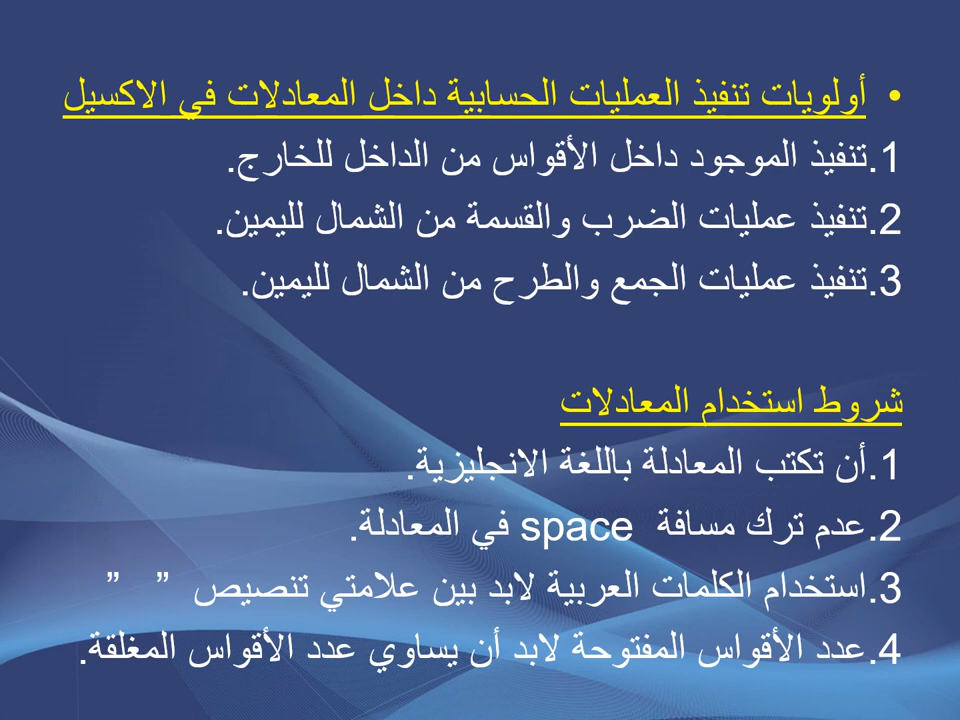 • أولويات تنفيذ العمليات الحسابية داخل المعادلات في الاكسيل
1.تنفيذ الموجود داخل الأقواس من الداخل للخارج.
2.تنفيذ عمليات الضرب والقسمة من الشمال لليمين.
3.تنفيذ عمليات الجمع والطرح من الشمال لليمين.
شروط استخدام المعادلات
1.أن تكتب المعادلة باللغة الانجليزية.
2.عدم ترك مسافة space في المعادلة.
3.استخدام الكلمات العربية لابد بين علامتي تنصيص ” ”
4.عدد الأقواس المفتوحة لابد أن يساوي عدد الأقواس المغلقة.